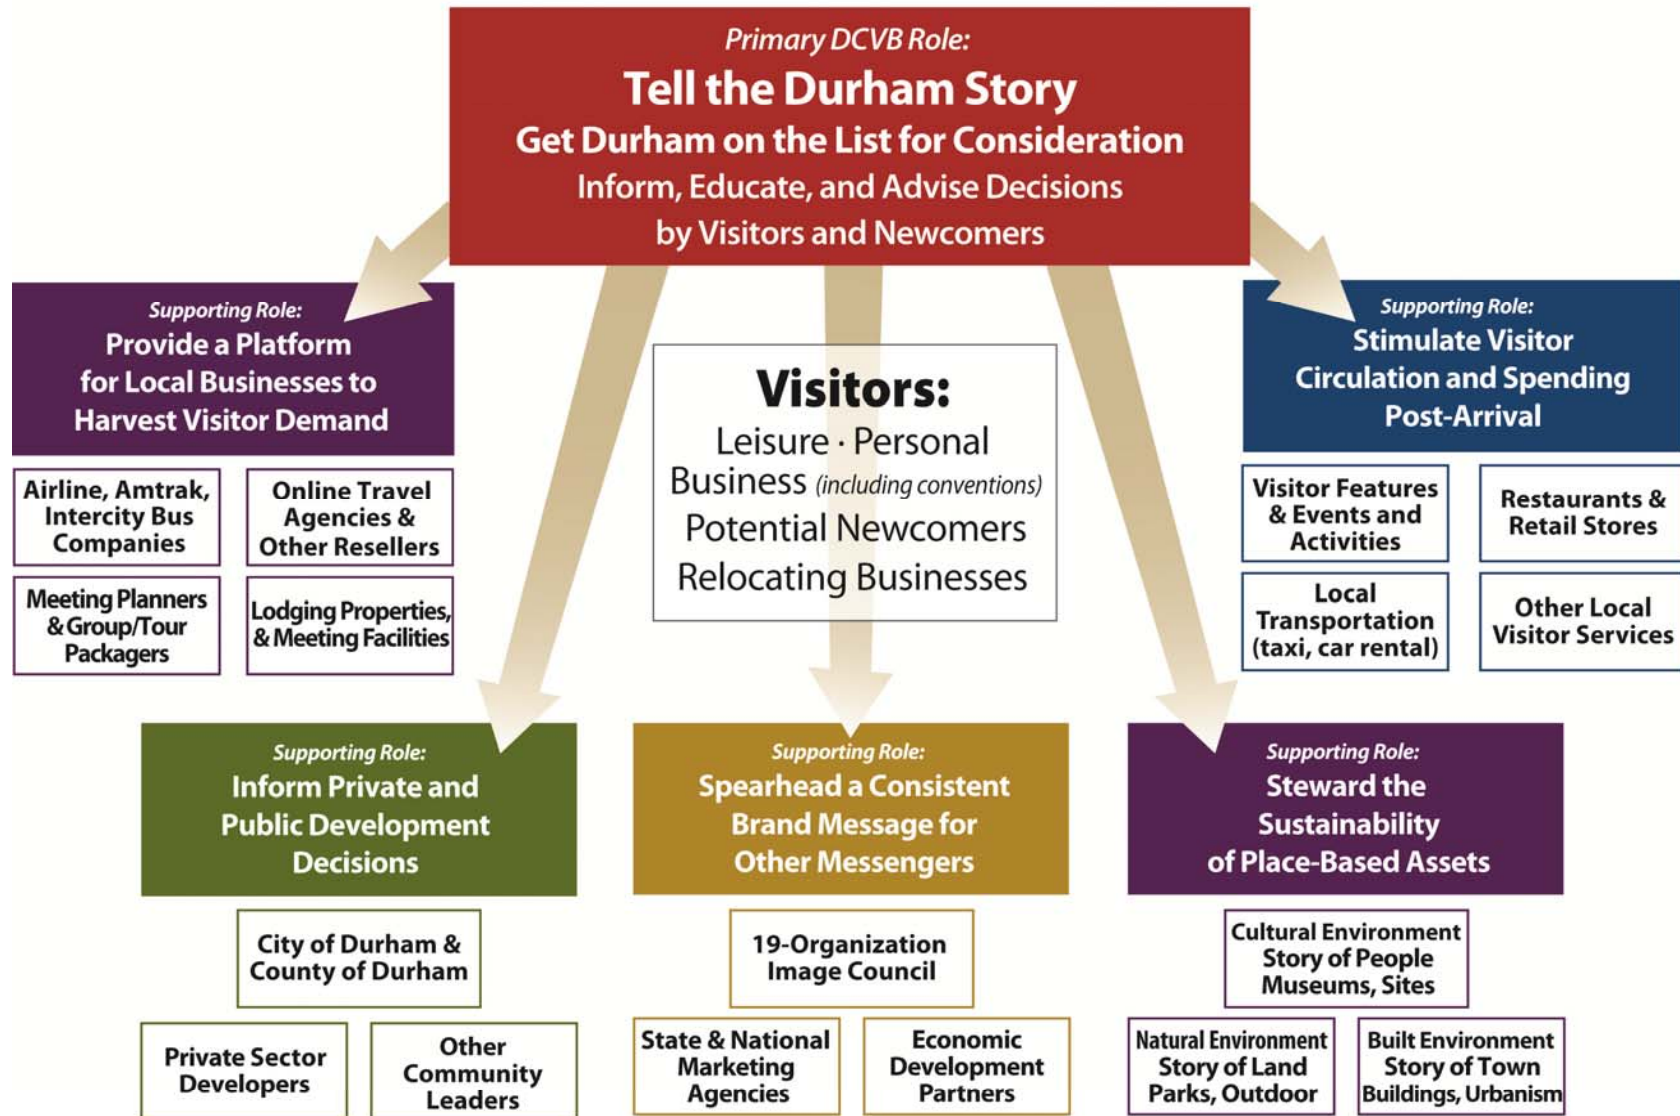 Primary DCVB Role:
Tell the Durham Story
Get Durham on the List for Consideration
Inform, Educate, and Advise Decisions
by Visitors and Newcomers
Supporting Role:
Provide a Platform
for Local Businesses to
Harvest Visitor Demand
Airline, Amtrak,
Intercity Bus
Companies
Online Travel
Agencies &
Other Resellers
Meeting Planners
& Group/Tour
Packagers
Lodging Properties,
& Meeting Facilities
Visitors:
Leisure · Personal
Business (including conventions)
Potential Newcomers
Relocating Businesses
Supporting Role:
Stimulate Visitor
Circulation and Spending
Post-Arrival
Visitor Features
& Events and
Activities
Restaurants &
Retail Stores
Local
Transportation
(taxi, car rental)
Other Local
Visitor Services
Supporting Role:
Inform Private and
Public Development
Decisions
City of Durham &
County of Durham
Private Sector
Developers
Other
Community
Leaders
Supporting Role:
Spearhead a Consistent
Brand Message for
Other Messengers
19-Organization
Image Council
State & National
Marketing
Agencies
Economic
Development
Partners
Supporting Role:
Steward the
Sustainability
of Place-Based Assets
Cultural Environment
Story of People
Museums, Sites
Natural Environment
Story of Land
Parks, Outdoor
Built Environment
Story of Town
Buildings, Urbanism